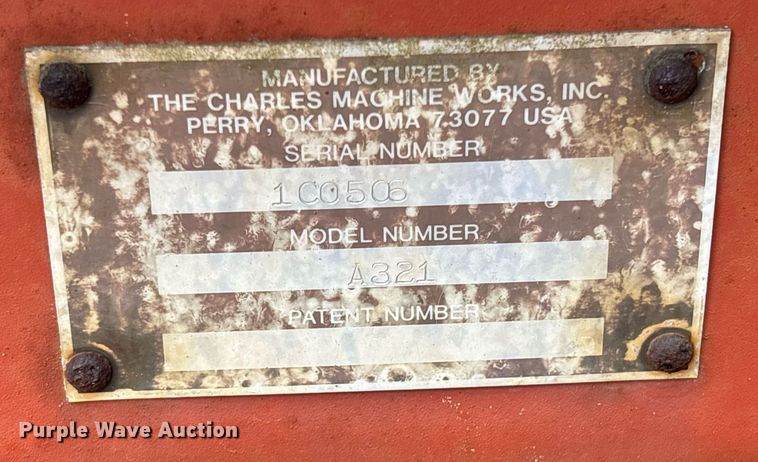 MANUFACTURED BY
THE CHARLES MACHINE WORKS, INC.
PERRY, OKLAHOMA 73077 USA
SERIAL NUMBER
1C0506
MODEL NUMBER
A321
PATENT NUMBER
Purple Wave Auction